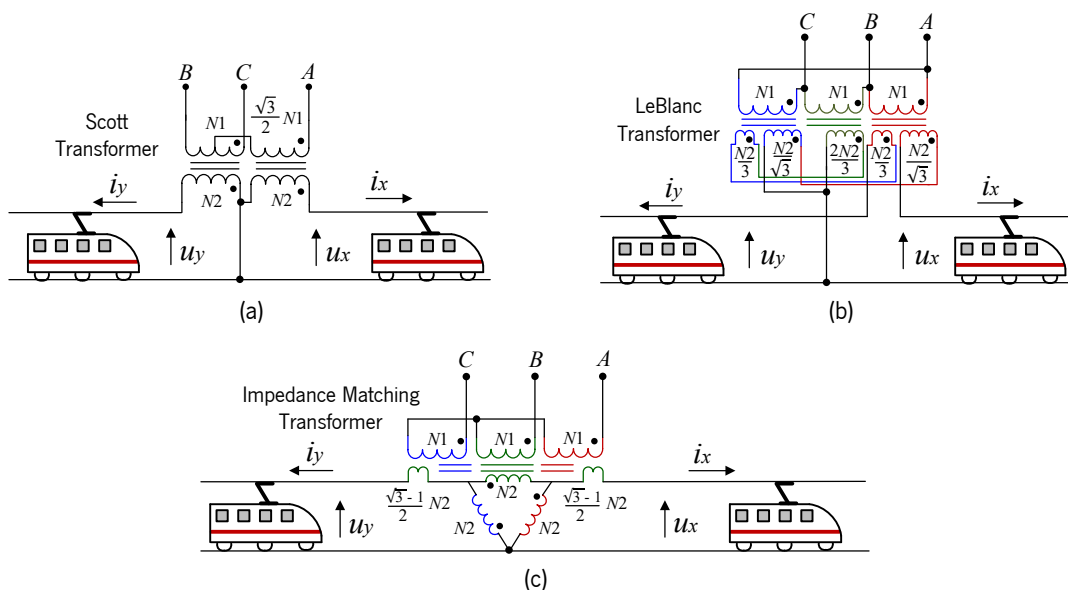 B C A
√3/2 N1
N1
Scott
Transformer
N2 N2
iy ix
uy ux
(a)
C B A
N1 N1 N1
LeBlanc
Transformer
N2/3 N2/√3 2N2/3 N2/3 N2/√3
iy ix
uy ux
(b)
C B A
Impedance Matching
Transformer
N1 N1 N1
iy ix
√3 - 1/2 N2 N2 √3 - 1/2 N2
N2 N2
uy ux
(c)